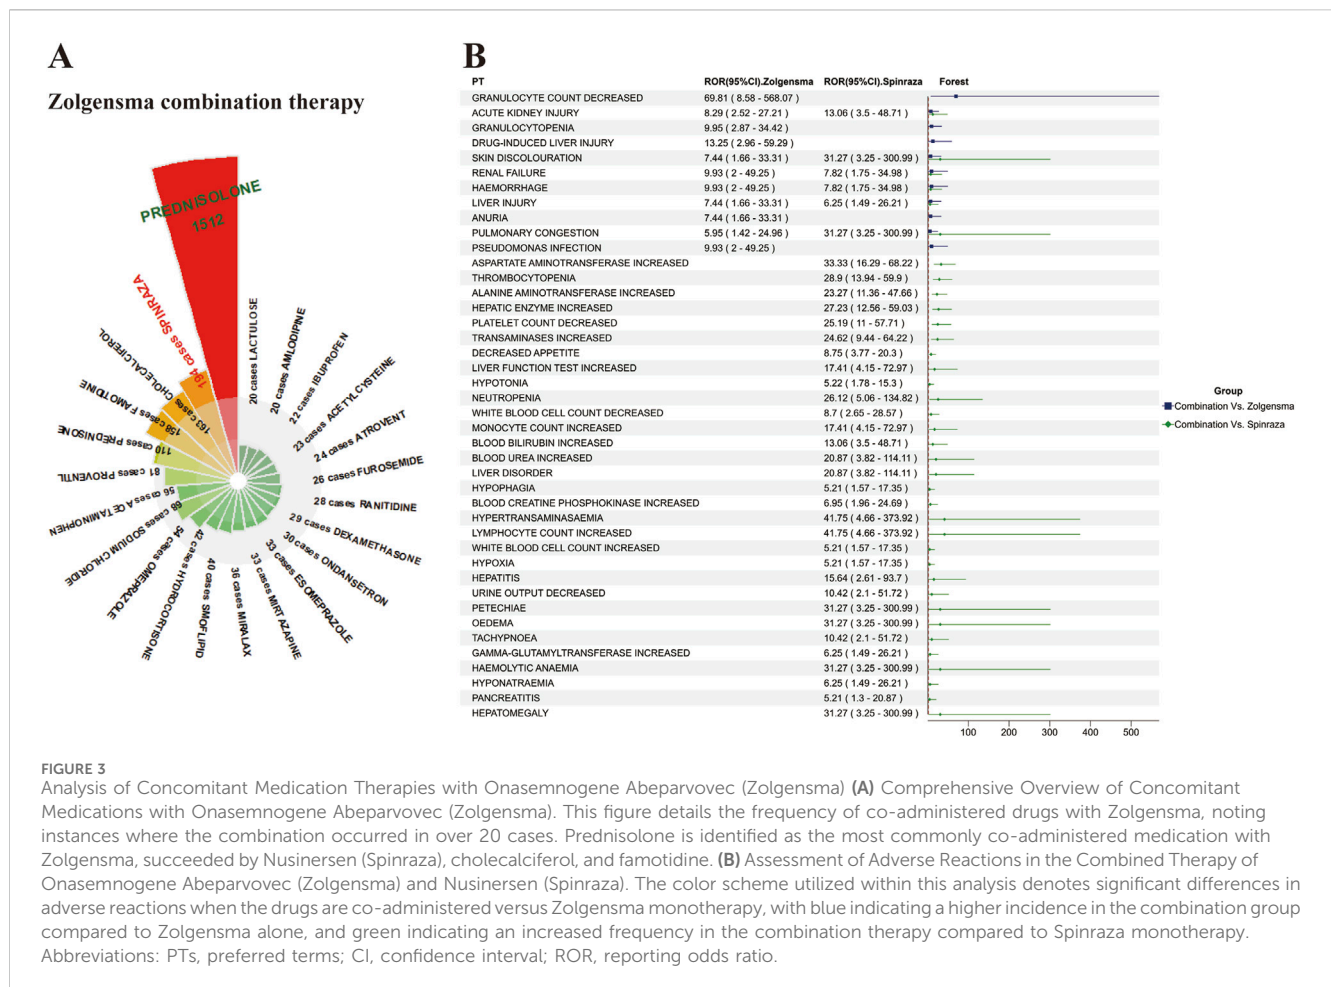 A
Zolgensma combination therapy
PREDNISOLONE
1512
194 cases SPINRAZA
163 cases CHOLECALCIFEROL
158 cases FAMOTIDINE
110 cases PREDNISONE
81 cases PROVENTIL
56 cases ACETAMINOPHEN
68 cases SODIUM CHLORIDE
54 cases OMEPRAZOLE
42 cases HYDROCORTISONE
40 cases SMOFLIPID
36 cases MIRALAX
33 cases MIRTAZAPINE
33 cases ESOMEPRAZOLE
30 cases ONDANSETRON
29 cases DEXAMETHASONE
28 cases RANITIDINE
26 cases FUROSEMIDE
24 cases ATROVENT
23 cases ACETYLCYSTEINE
22 cases IBUPROFEN
20 cases AMLODIPINE
20 cases LACTULOSE
B
PT ROR(95%CI).Zolgensma ROR(95%CI).Spinraza Forest
GRANULOCYTE COUNT DECREASED 69.81 ( 8.58 - 568.07 )
ACUTE KIDNEY INJURY 8.29 ( 2.52 - 27.21 ) 13.06 ( 3.5 - 48.71 )
GRANULOCYTOPENIA 9.95 ( 2.87 - 34.42 )
DRUG-INDUCED LIVER INJURY 13.25 ( 2.96 - 59.29 )
SKIN DISCOLOURATION 7.44 ( 1.66 - 33.31 ) 31.27 ( 3.25 - 300.99 )
RENAL FAILURE 9.93 ( 2 - 49.25 ) 7.82 ( 1.75 - 34.98 )
HAEMORRHAGE 9.93 ( 2 - 49.25 ) 7.82 ( 1.75 - 34.98 )
LIVER INJURY 7.44 ( 1.66 - 33.31 ) 6.25 ( 1.49 - 26.21 )
ANURIA 7.44 ( 1.66 - 33.31 )
PULMONARY CONGESTION 5.95 ( 1.42 - 24.96 ) 31.27 ( 3.25 - 300.99 )
PSEUDOMONAS INFECTION 9.93 ( 2 - 49.25 )
ASPARTATE AMINOTRANSFERASE INCREASED 33.33 ( 16.29 - 68.22 )
THROMBOCYTOPENIA 28.9 ( 13.94 - 59.9 )
ALANINE AMINOTRANSFERASE INCREASED 23.27 ( 11.36 - 47.66 )
HEPATIC ENZYME INCREASED 27.23 ( 12.56 - 59.03 )
PLATELET COUNT DECREASED 25.19 ( 11 - 57.71 )
TRANSAMINASES INCREASED 24.62 ( 9.44 - 64.22 )
DECREASED APPETITE 8.75 ( 3.77 - 20.3 )
LIVER FUNCTION TEST INCREASED 17.41 ( 4.15 - 72.97 )
HYPOTONIA 5.22 ( 1.78 - 15.3 )
NEUTROPENIA 26.12 ( 5.06 - 134.82 )
WHITE BLOOD CELL COUNT DECREASED 8.7 ( 2.65 - 28.57 )
MONOCYTE COUNT INCREASED 17.41 ( 4.15 - 72.97 )
BLOOD BILIRUBIN INCREASED 13.06 ( 3.5 - 48.71 )
BLOOD UREA INCREASED 20.87 ( 3.82 - 114.11 )
LIVER DISORDER 20.87 ( 3.82 - 114.11 )
HYPOPHAGIA 5.21 ( 1.57 - 17.35 )
BLOOD CREATINE PHOSPHOKINASE INCREASED 6.95 ( 1.96 - 24.69 )
HYPERTRANSAMINASAEMIA 41.75 ( 4.66 - 373.92 )
LYMPHOCYTE COUNT INCREASED 41.75 ( 4.66 - 373.92 )
WHITE BLOOD CELL COUNT INCREASED 5.21 ( 1.57 - 17.35 )
HYPOXIA 5.21 ( 1.57 - 17.35 )
HEPATITIS 15.64 ( 2.61 - 93.7 )
URINE OUTPUT DECREASED 10.42 ( 2.1 - 51.72 )
PETECHIAE 31.27 ( 3.25 - 300.99 )
OEDEMA 31.27 ( 3.25 - 300.99 )
TACHYPNOEA 10.42 ( 2.1 - 51.72 )
GAMMA-GLUTAMYLTRANSFERASE INCREASED 6.25 ( 1.49 - 26.21 )
HAEMOLYTIC ANAEMIA 31.27 ( 3.25 - 300.99 )
HYPONATRAEMIA 6.25 ( 1.49 - 26.21 )
PANCREATITIS 5.21 ( 1.3 - 20.87 )
HEPATOMEGALY 31.27 ( 3.25 - 300.99 )
100 200 300 400 500
Group
Combination Vs. Zolgensma
Combination Vs. Spinraza
FIGURE 3
Analysis of Concomitant Medication Therapies with Onasemnogene Abeparvovec (Zolgensma) (A) Comprehensive Overview of Concomitant
Medications with Onasemnogene Abeparvovec (Zolgensma). This figure details the frequency of co-administered drugs with Zolgensma, noting
instances where the combination occurred in over 20 cases. Prednisolone is identified as the most commonly co-administered medication with
Zolgensma, succeeded by Nusinersen (Spinraza), cholecalciferol, and famotidine. (B) Assessment of Adverse Reactions in the Combined Therapy of
Onasemnogene Abeparvovec (Zolgensma) and Nusinersen (Spinraza). The color scheme utilized within this analysis denotes significant differences in
adverse reactions when the drugs are co-administered versus Zolgensma monotherapy, with blue indicating a higher incidence in the combination group
compared to Zolgensma alone, and green indicating an increased frequency in the combination therapy compared to Spinraza monotherapy.
Abbreviations: PTs, preferred terms; CI, confidence interval; ROR, reporting odds ratio.